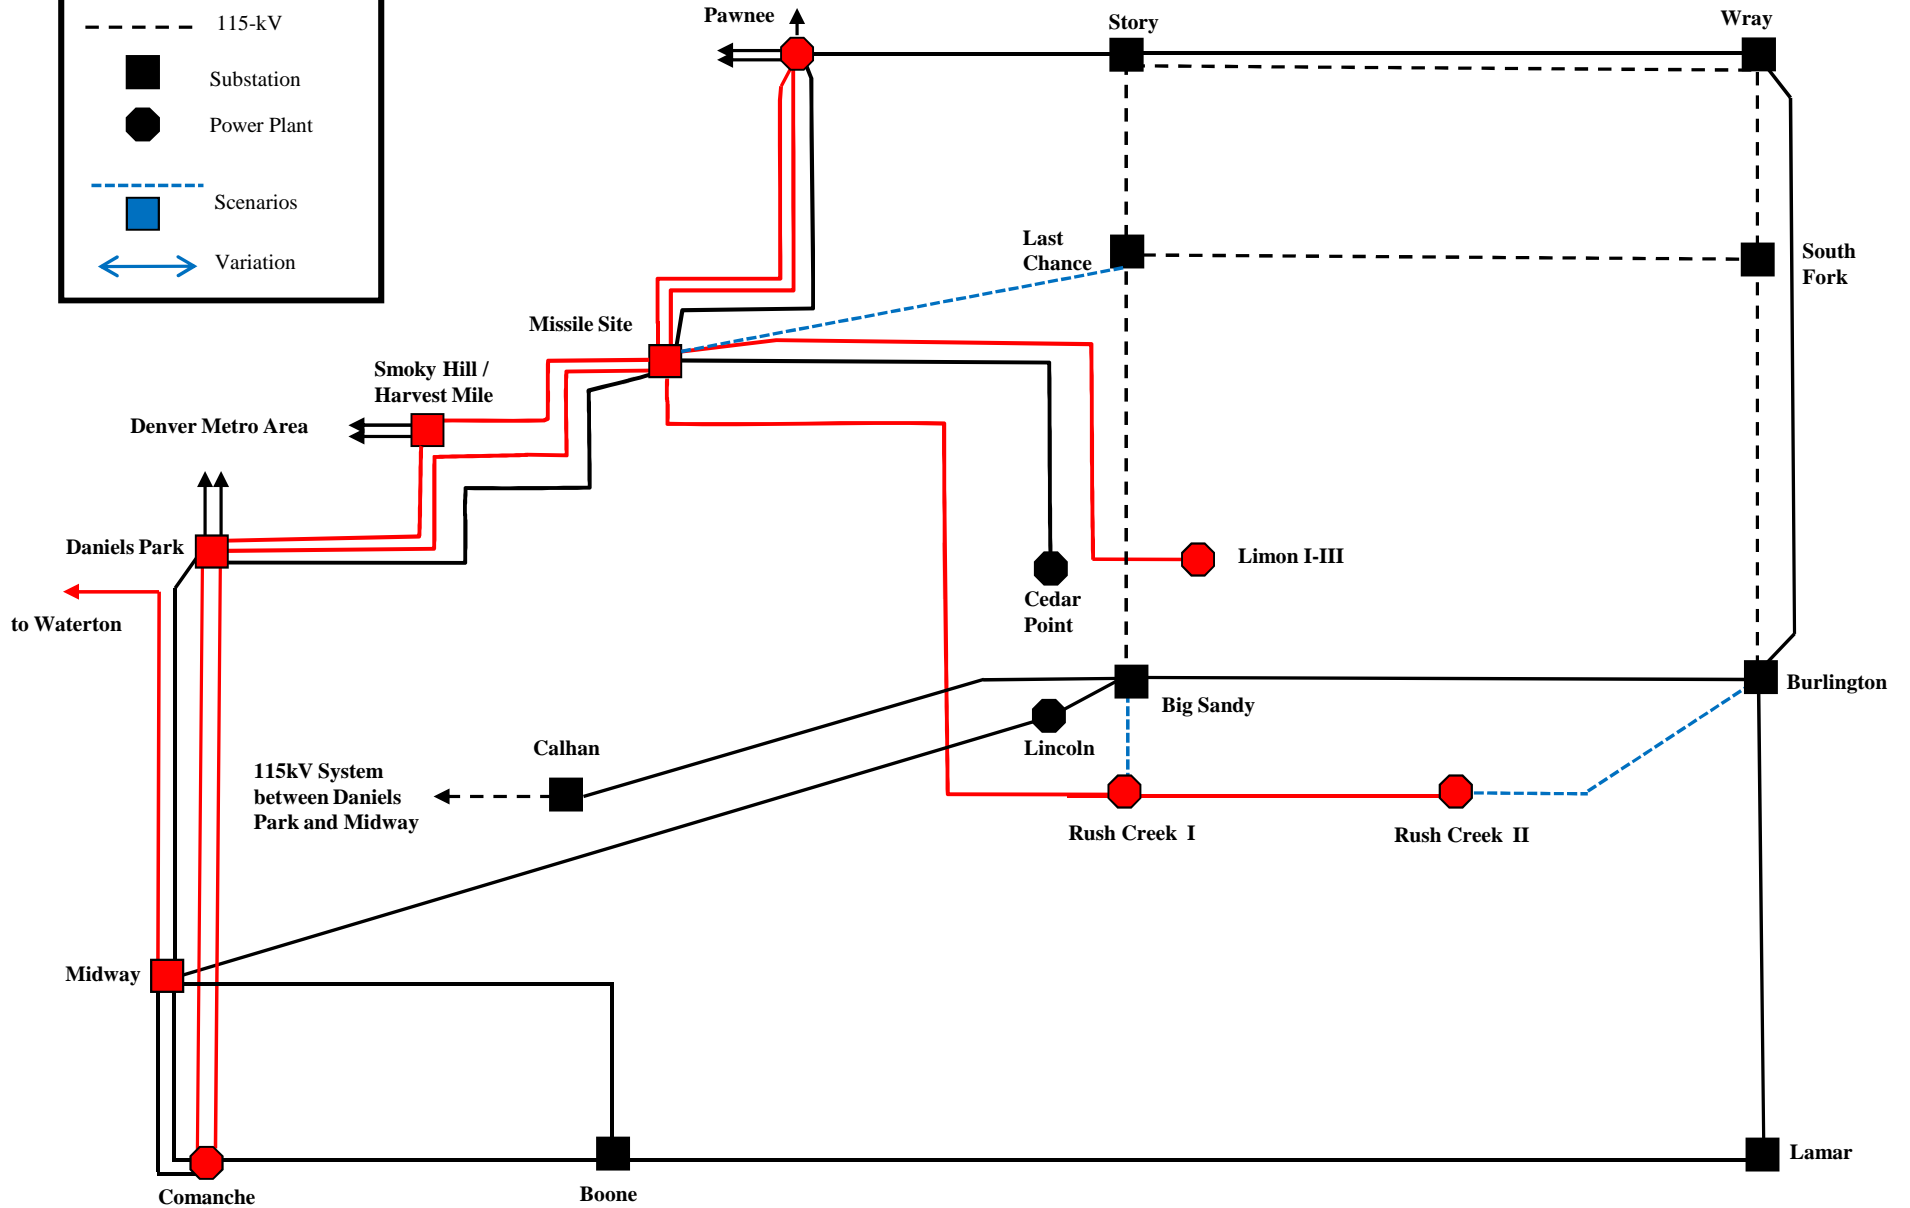 115-kV
Substation
Power Plant
Scenarios
Variation
Pawnee
Story
Wray
Last
Chance
South
Fork
Missile Site
Smoky Hill /
Harvest Mile
Denver Metro Area
Daniels Park
to Waterton
Limon I-III
Cedar
Point
Burlington
Big Sandy
Lincoln
Calhan
115kV System
between Daniels
Park and Midway
Rush Creek I
Rush Creek II
Midway
Comanche
Boone
Lamar